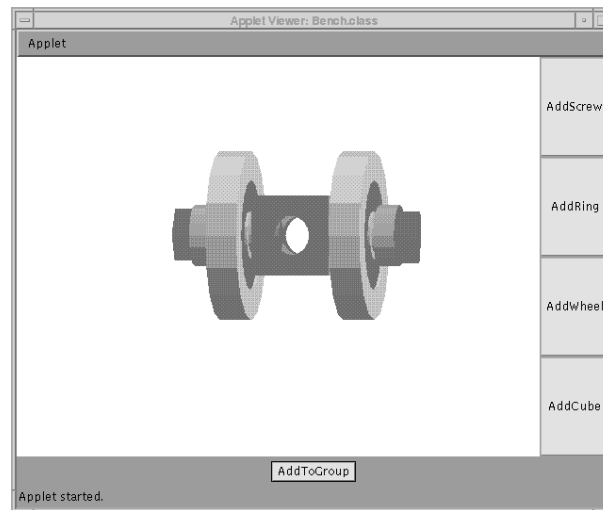 Applet Viewer: Bench.class
Applet
AddScrew
AddRing
AddWheel
AddCube
AddToGroup
Applet started.